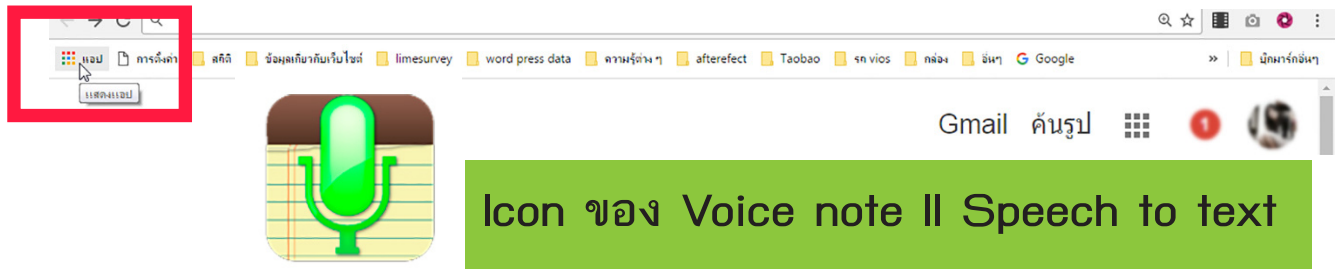 แอป การตั้งค่า สถิติ ข้อมูลเกี่ยวกับเว็บไซต์ limesurvey word press data ความรู้ต่าง ๆ afterefect Taobao รถ vios กล่อง อื่นๆ Google » บุ๊กมาร์กอื่นๆ
แสดงแอป
Gmail ค้นรูป 1
Icon ของ Voice note II Speech to text